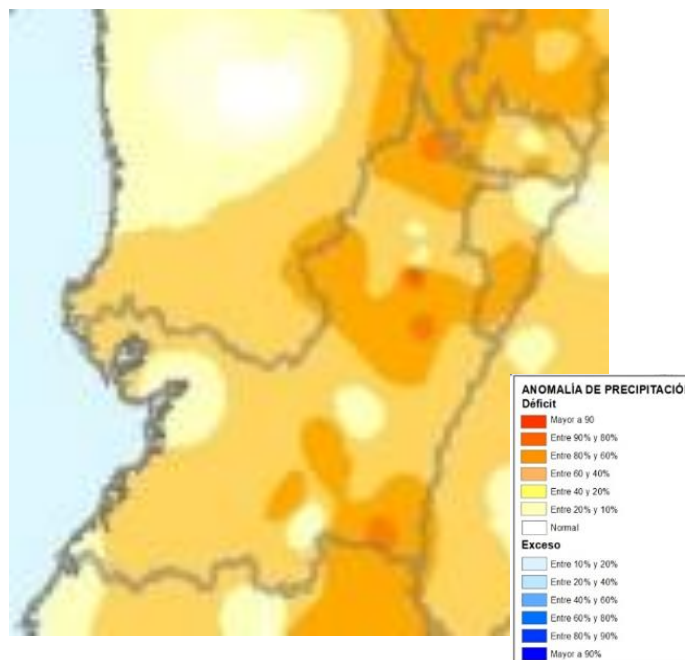 ANOMALÍA DE PRECIPITACIÓ
Déficit
Mayor a 90
Entre 90% y 80%
Entre 80% y 60%
Entre 60 y 40%
Entre 40 y 20%
Entre 20% y 10%
Normal
Exceso
Entre 10% y 20%
Entre 20% y 40%
Entre 40% y 60%
Entre 60% y 80%
Entre 80% y 90%
Mayor a 90%